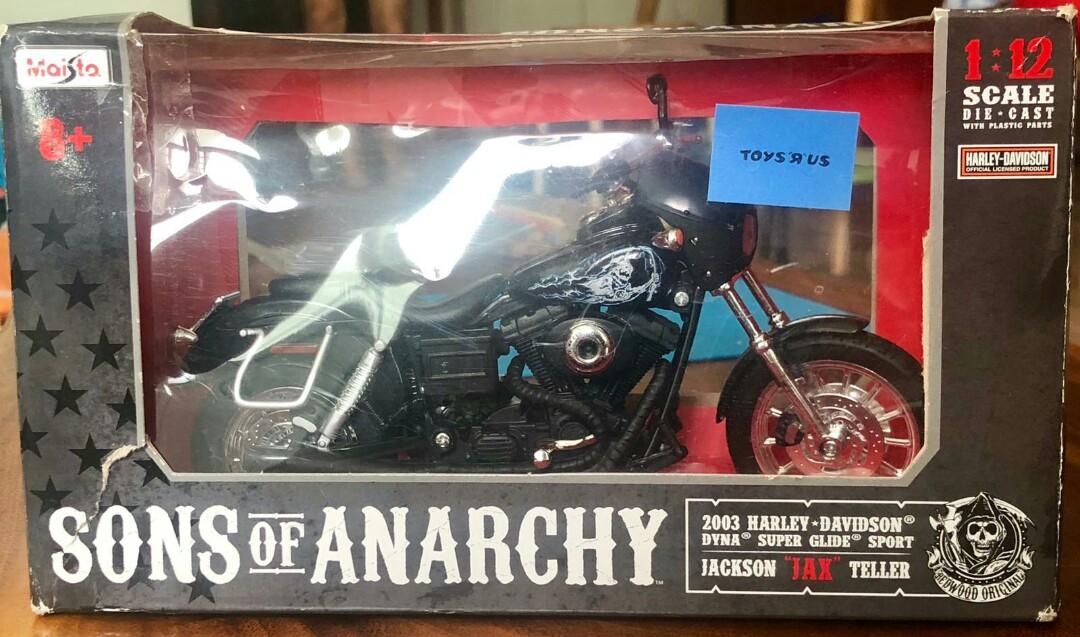 Maisto
8+
1:12
SCALE
DIE★CAST
WITH PLASTIC PARTS
HARLEY-DAVIDSON
OFFICIAL LICENSED PRODUCT
TOYS "R" US
SONS OF ANARCHY™
2003 HARLEY★DAVIDSON®
DYNA® SUPER GLIDE® SPORT
JACKSON "JAX" TELLER
REDWOOD ORIGINAL